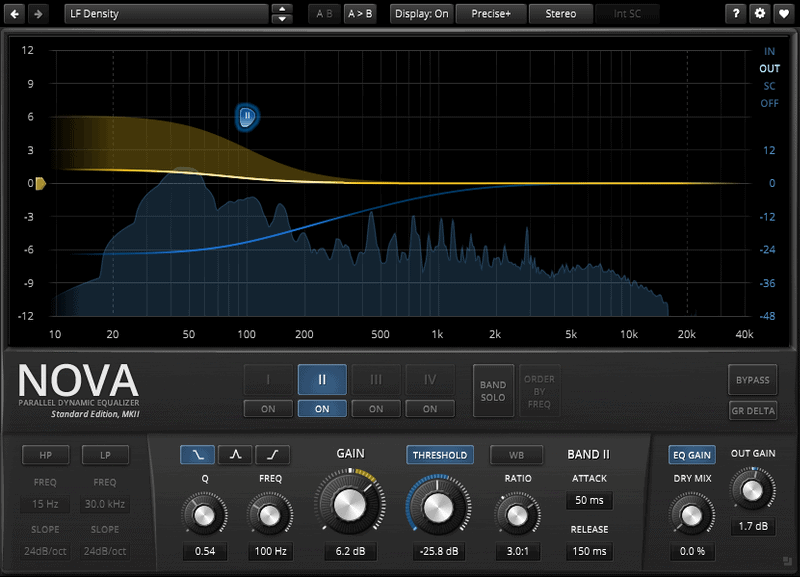 LF Density A B A > B Display: On Precise+ Stereo Int SC ?
12 IN
9 OUT
SC
6 OFF
3 12
0 0
-3 -12
-6 -24
-9 -36
-12 -48
10 20 50 100 200 500 1k 2k 5k 10k 20k 40k
II
NOVA
PARALLEL DYNAMIC EQUALIZER
Standard Edition, MKII
I II III IV
ON ON ON ON
BAND
SOLO
ORDER
BY
FREQ
BYPASS
GR DELTA
HP LP
FREQ FREQ
15 Hz 30.0 kHz
SLOPE SLOPE
24dB/oct 24dB/oct
Q FREQ
0.54 100 Hz
GAIN
6.2 dB
THRESHOLD
-25.8 dB
WB
RATIO
3.0:1
BAND II
ATTACK
50 ms
RELEASE
150 ms
EQ GAIN
DRY MIX
0.0 %
OUT GAIN
1.7 dB